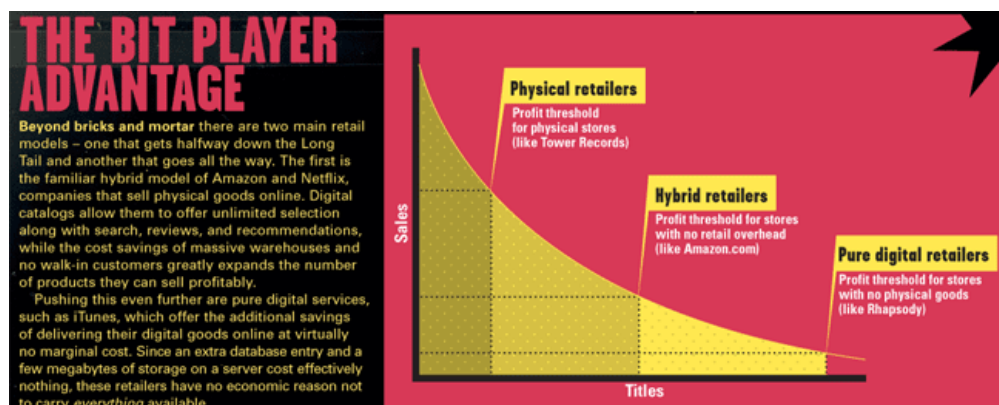 THE BIT PLAYER
ADVANTAGE
Beyond bricks and mortar there are two main retail
models – one that gets halfway down the Long
Tail and another that goes all the way. The first is
the familiar hybrid model of Amazon and Netflix,
companies that sell physical goods online. Digital
catalogs allow them to offer unlimited selection
along with search, reviews, and recommendations,
while the cost savings of massive warehouses and
no walk-in customers greatly expands the number
of products they can sell profitably.
Pushing this even further are pure digital services,
such as iTunes, which offer the additional savings
of delivering their digital goods online at virtually
no marginal cost. Since an extra database entry and a
few megabytes of storage on a server cost effectively
nothing, these retailers have no economic reason not
to carry everything available.
Physical retailers
Profit threshold
for physical stores
(like Tower Records)
Hybrid retailers
Profit threshold for stores
with no retail overhead
(like Amazon.com)
Pure digital retailers
Profit threshold for stores
with no physical goods
(like Rhapsody)
Sales
Titles